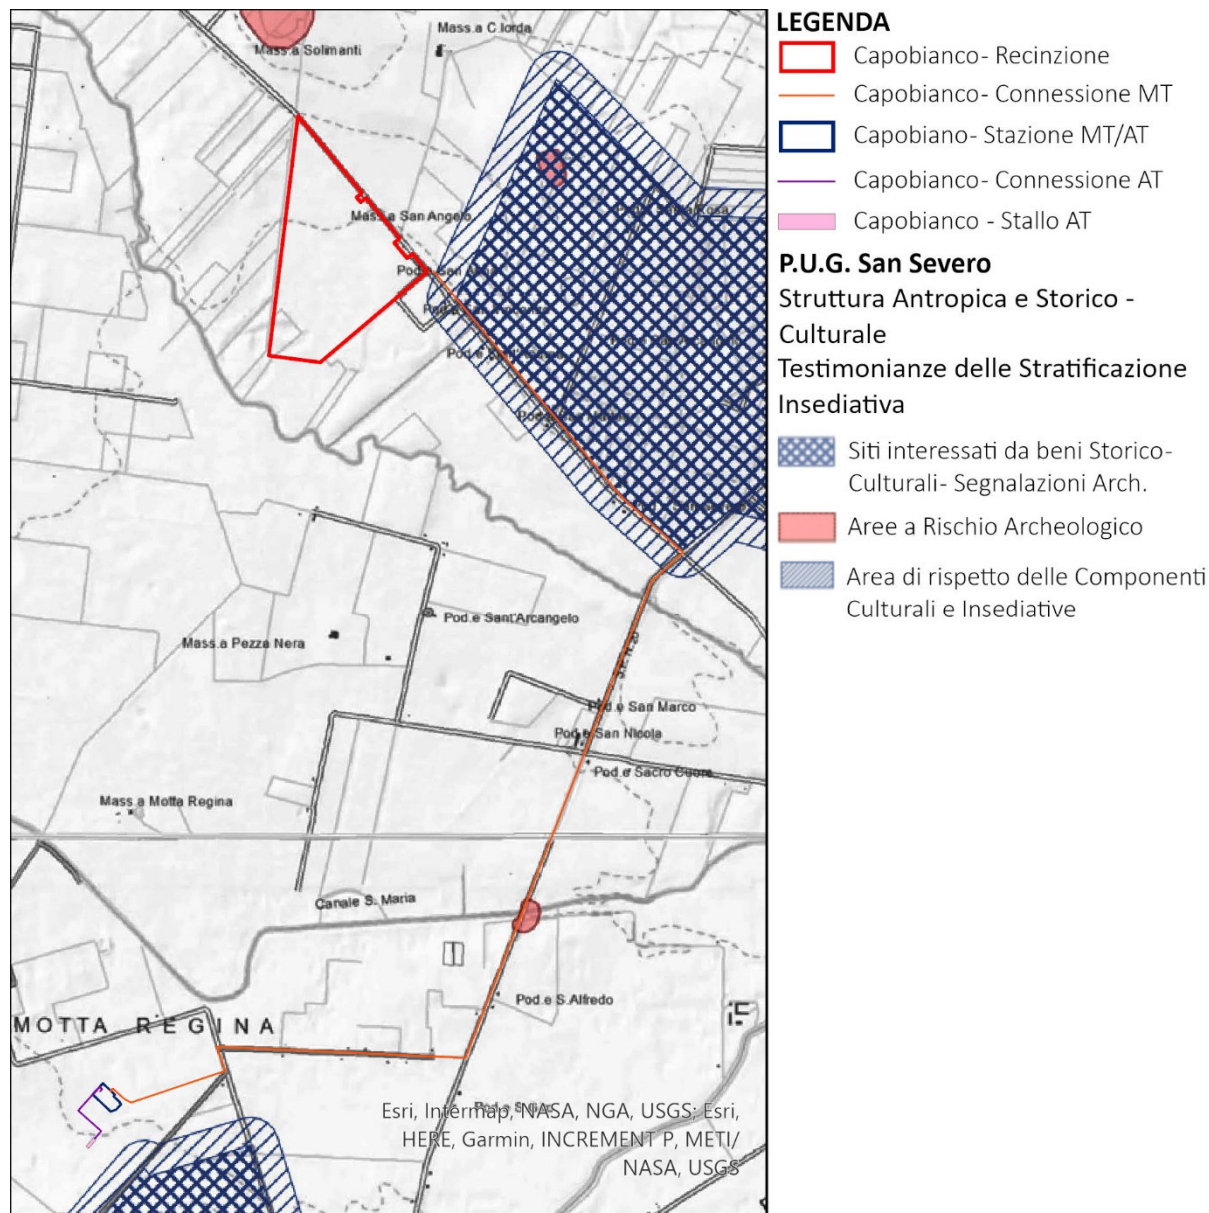 Mass.a Solimanti
Mass.a C.Iorda
Mass.a San Angelo
Pod.e Sant'Arcangelo
Mass.a Pezza Nera
S.P. N. 20
Pod.e San Marco
Pod.e San Nicola
Pod.e Sacro Cuore
Mass.a Motta Regina
Canale S. Maria
Pod.e S.Alfredo
MOTTA REGINA
Esri, Intermap, NASA, NGA, USGS; Esri,
HERE, Garmin, INCREMENT P, METI/
NASA, USGS
LEGENDA
Capobianco- Recinzione
Capobianco- Connessione MT
Capobiano- Stazione MT/AT
Capobianco- Connessione AT
Capobianco - Stallo AT
P.U.G. San Severo
Struttura Antropica e Storico -
Culturale
Testimonianze delle Stratificazione
Insediativa
Siti interessati da beni Storico-
Culturali- Segnalazioni Arch.
Aree a Rischio Archeologico
Area di rispetto delle Componenti
Culturali e Insediative